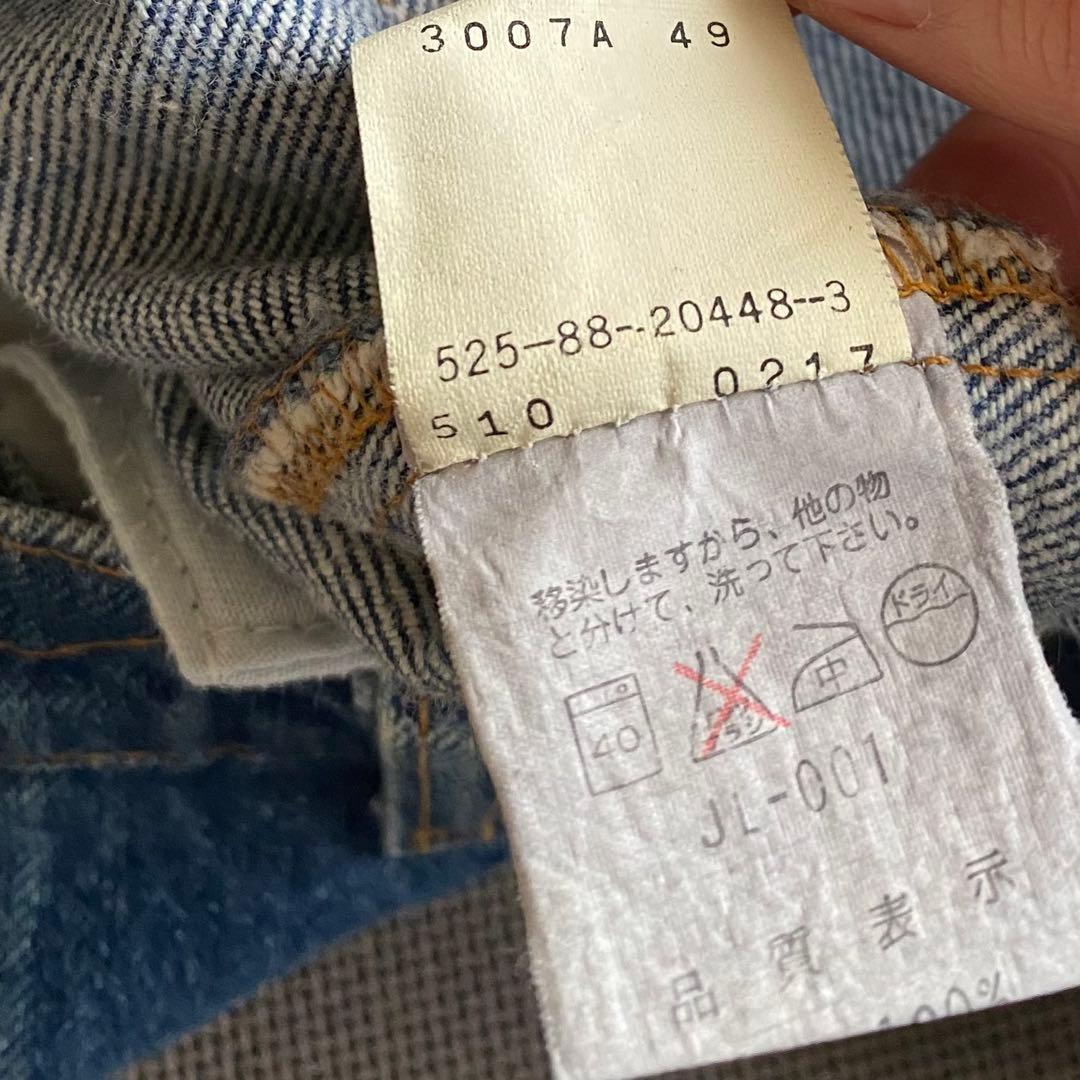 3007A 49
525-88--20448--3
510 0217
移染しますから、他の物
と分けて、洗って下さい。
40
中
ドライ
JL-001
品質表示
100%